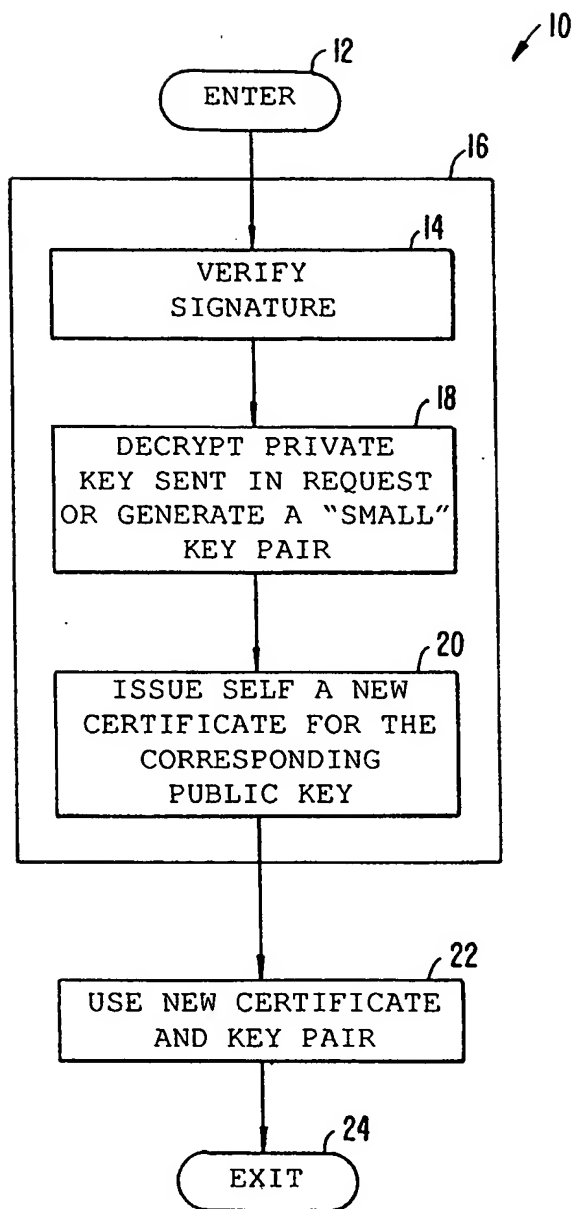 10
12
ENTER
16
14
VERIFY
SIGNATURE
18
DECRYPT PRIVATE
KEY SENT IN REQUEST
OR GENERATE A “SMALL”
KEY PAIR
20
ISSUE SELF A NEW
CERTIFICATE FOR THE
CORRESPONDING
PUBLIC KEY
22
USE NEW CERTIFICATE
AND KEY PAIR
24
EXIT